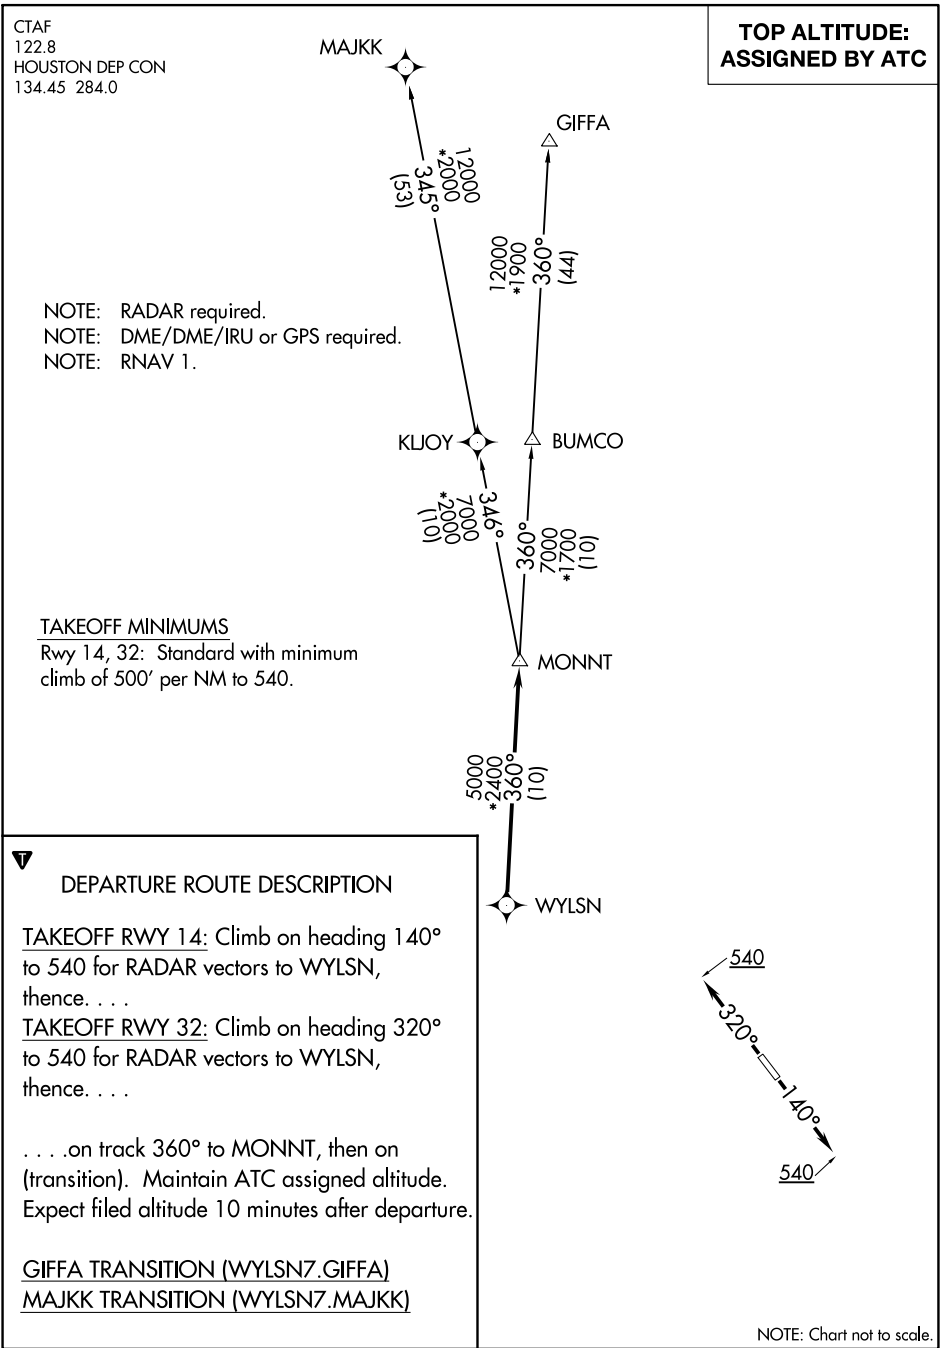 CTAF
122.8
HOUSTON DEP CON
134.45 284.0
TOP ALTITUDE:
ASSIGNED BY ATC
MAJKK
GIFFA
12000
*2000
345°
(53)
12000
*1900
360°
(44)
NOTE: RADAR required.
NOTE: DME/DME/IRU or GPS required.
NOTE: RNAV 1.
KLJOY
BUMCO
346°
7000
*2000
(10)
360°
7000
*1700
(10)
TAKEOFF MINIMUMS
Rwy 14, 32: Standard with minimum
climb of 500' per NM to 540.
MONNT
5000
*2400
360°
(10)
WYLSN
T
DEPARTURE ROUTE DESCRIPTION
TAKEOFF RWY 14: Climb on heading 140°
to 540 for RADAR vectors to WYLSN,
thence. . . .
TAKEOFF RWY 32: Climb on heading 320°
to 540 for RADAR vectors to WYLSN,
thence. . . .
. . . .on track 360° to MONNT, then on
(transition). Maintain ATC assigned altitude.
Expect filed altitude 10 minutes after departure.
GIFFA TRANSITION (WYLSN7.GIFFA)
MAJKK TRANSITION (WYLSN7.MAJKK)
540
320°
140°
540
NOTE: Chart not to scale.